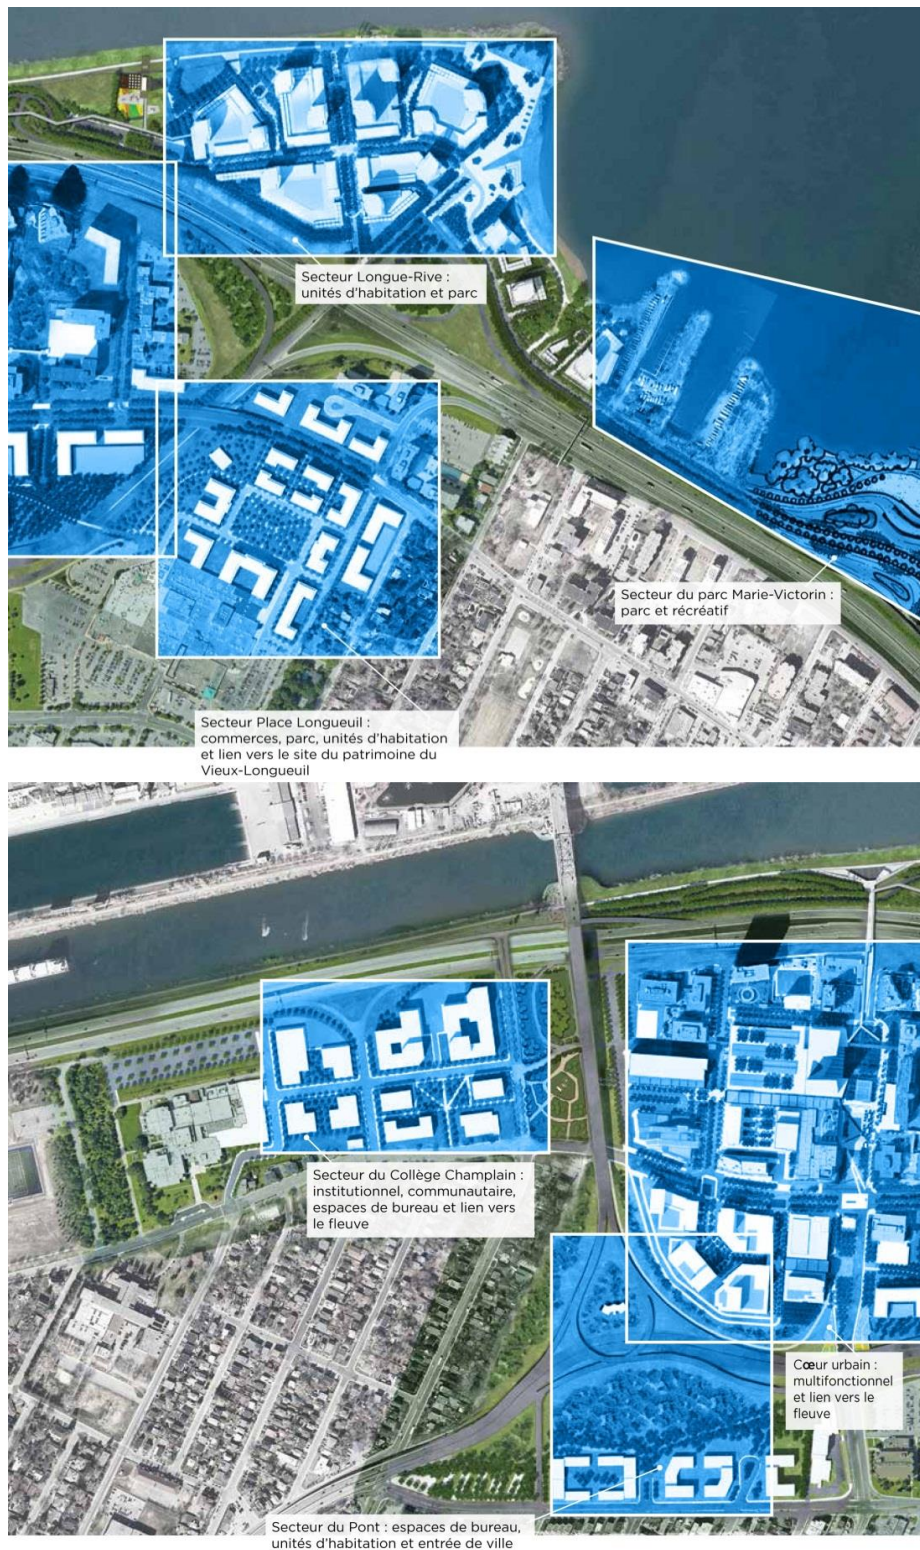 Secteur Longue-Rive :
unités d'habitation et parc
Secteur du parc Marie-Victorin :
parc et récréatif
Secteur Place Longueuil :
commerces, parc, unités d'habitation
et lien vers le site du patrimoine du
Vieux-Longueuil
Secteur du Collège Champlain :
institutionnel, communautaire,
espaces de bureau et lien vers
le fleuve
Cœur urbain :
multifonctionnel
et lien vers le
fleuve
Secteur du Pont : espaces de bureau,
unités d'habitation et entrée de ville